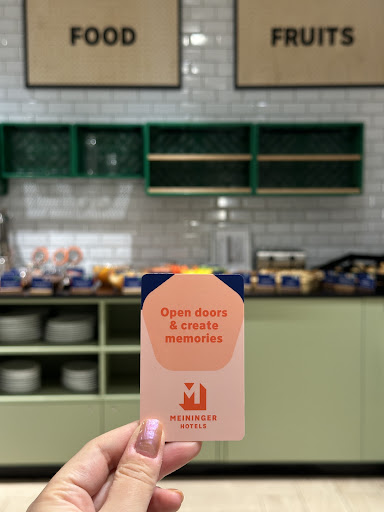 FOOD
FRUITS
Open doors
& create
memories
MEININGER
HOTELS